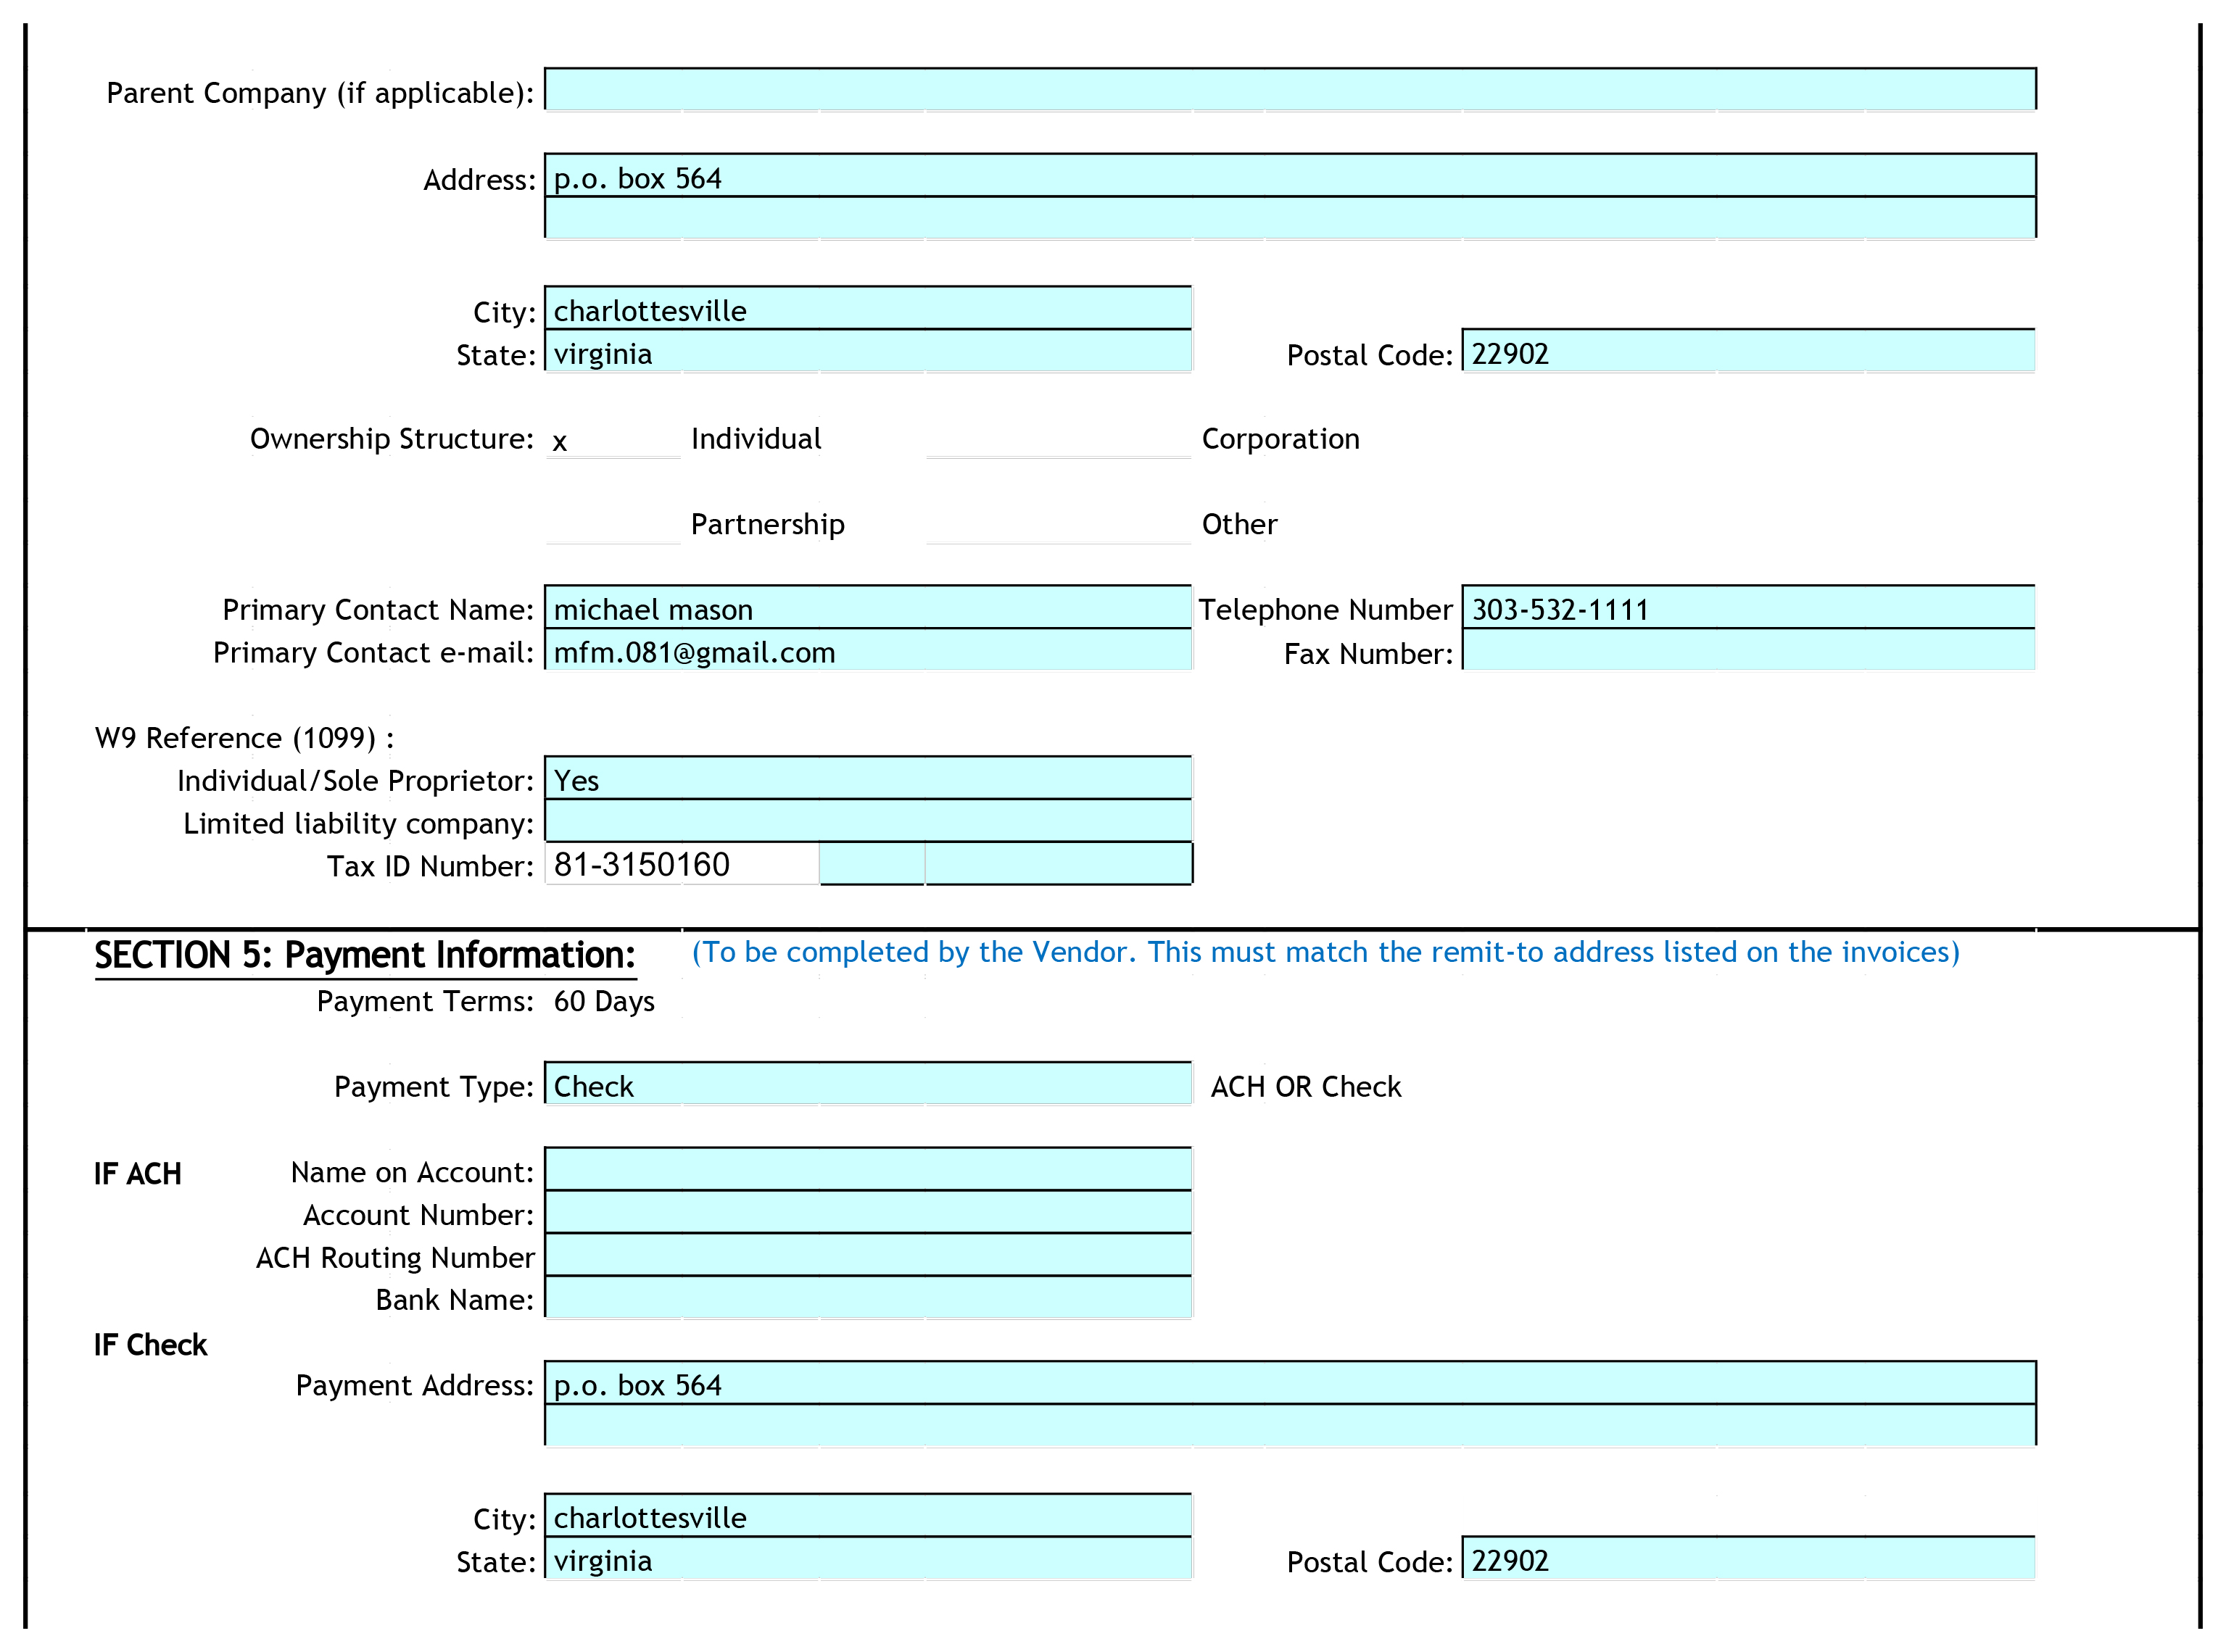 Parent Company (if applicable):
Address: p.o. box 564
City: charlottesville
State: virginia Postal Code: 22902
Ownership Structure: x Individual Corporation
Partnership Other
Primary Contact Name: michael mason Telephone Number 303-532-1111
Primary Contact e-mail: mfm.081@gmail.com Fax Number:
W9 Reference (1099) :
Individual/Sole Proprietor: Yes
Limited liability company:
Tax ID Number: 81-3150160
SECTION 5: Payment Information: (To be completed by the Vendor. This must match the remit-to address listed on the invoices)
Payment Terms: 60 Days
Payment Type: Check ACH OR Check
IF ACH Name on Account:
Account Number:
ACH Routing Number
Bank Name:
IF Check
Payment Address: p.o. box 564
City: charlottesville
State: virginia Postal Code: 22902